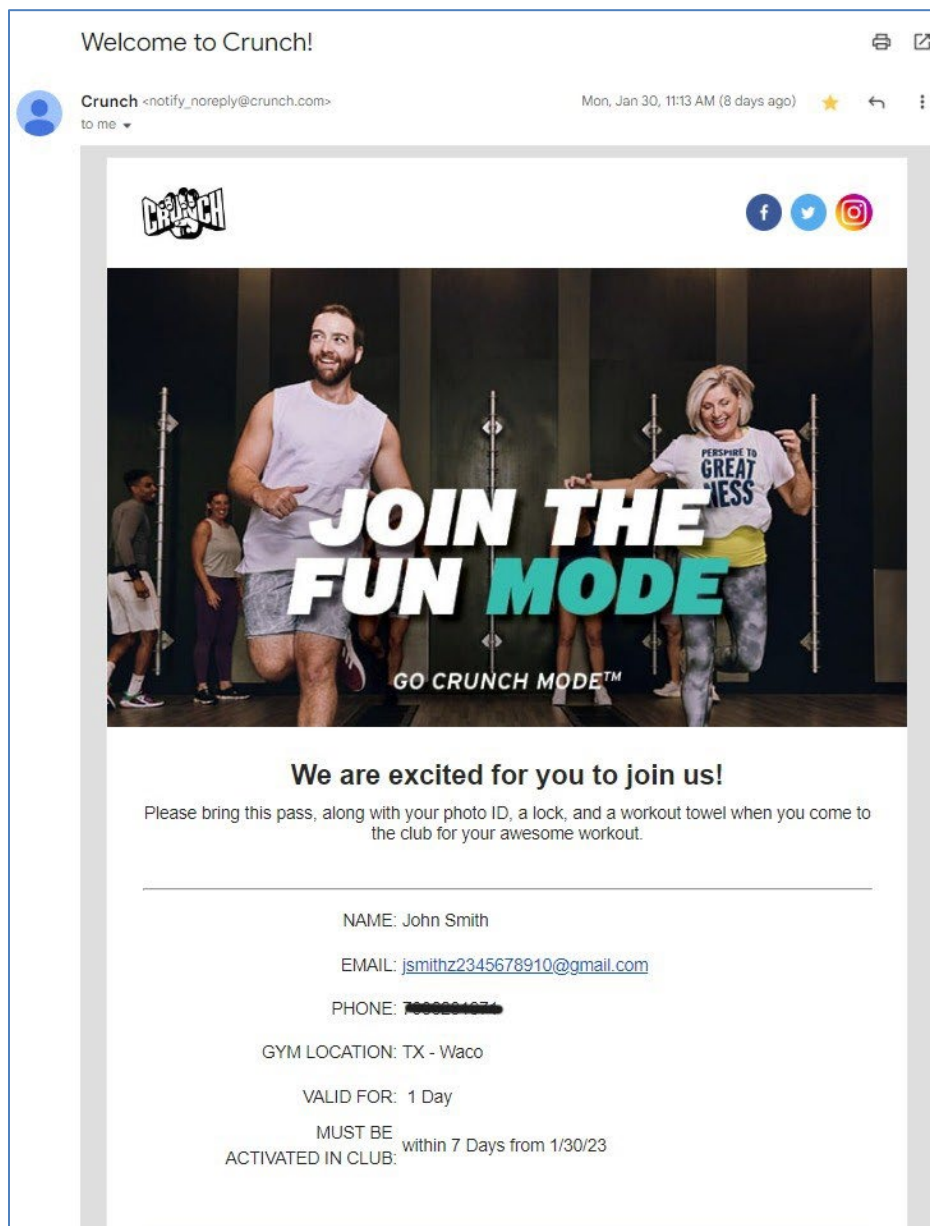 Welcome to Crunch!
Crunch <notify_noreply@crunch.com>
Mon, Jan 30, 11:13 AM (8 days ago)
to me
CRUNCH
PERSPIRE TO
GREAT
NESS
JOIN THE
FUN MODE
GO CRUNCH MODE™
We are excited for you to join us!
Please bring this pass, along with your photo ID, a lock, and a workout towel when you come to
the club for your awesome workout.
NAME: John Smith
EMAIL: jsmithz2345678910@gmail.com
PHONE:
GYM LOCATION: TX - Waco
VALID FOR: 1 Day
MUST BE
ACTIVATED IN CLUB: within 7 Days from 1/30/23